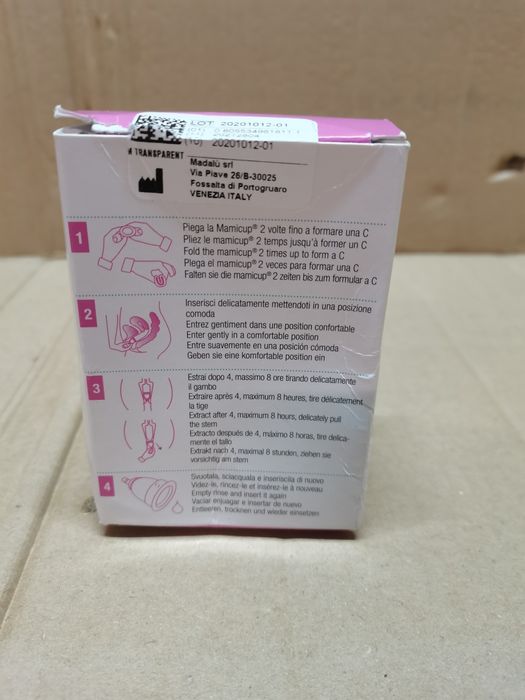 LOT: 20201012-01
(10) 20201012-01
M TRANSPARENT
Madalù srl
Via Piave 26/B-30025
Fossalta di Portogruaro
VENEZIA ITALY
1
Piega la Mamicup® 2 volte fino a formare una C
Pliez le mamicup® 2 temps jusqu'à former un C
Fold the mamicup® 2 times up to form a C
Plega el mamicup® 2 veces para formar una C
Falten sie die mamicup® 2 zeiten bis zum formular a C
2
Inserisci delicatamente mettendoti in una posizione
comoda
Entrez gentiment dans une position confortable
Enter gently in a comfortable position
Entre suavemente en una posición cómoda
Geben sie eine komfortable position ein
3
Estrai dopo 4, massimo 8 ore tirando delicatamente
il gambo
Extraire après 4, maximum 8 heures, tire délicatement
la tige
Extract after 4, maximum 8 hours, delicately pull
the stem
Extracto después de 4, máximo 8 horas, tire delica-
mente el tallo
Extrakt nach 4, maximal 8 stunden, ziehen sie
vorsichtig am stem
4
Svuotala, sciacquala e inseriscila di nuovo
Videz-le, rincez-le et insérez-le à nouveau
Empty rinse and insert it again
Vaciar enjuagar e insertar de nuevo
Entleeren, trocknen und wieder einsetzen